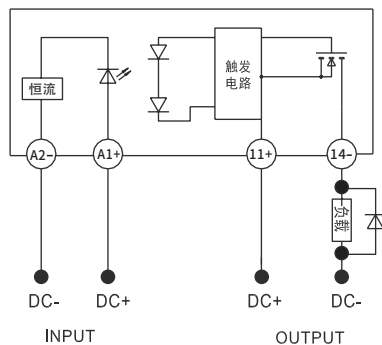 恒流
触发
电路
A2-
A1+
11+
14-
负载
DC-
DC+
DC+
DC-
INPUT
OUTPUT